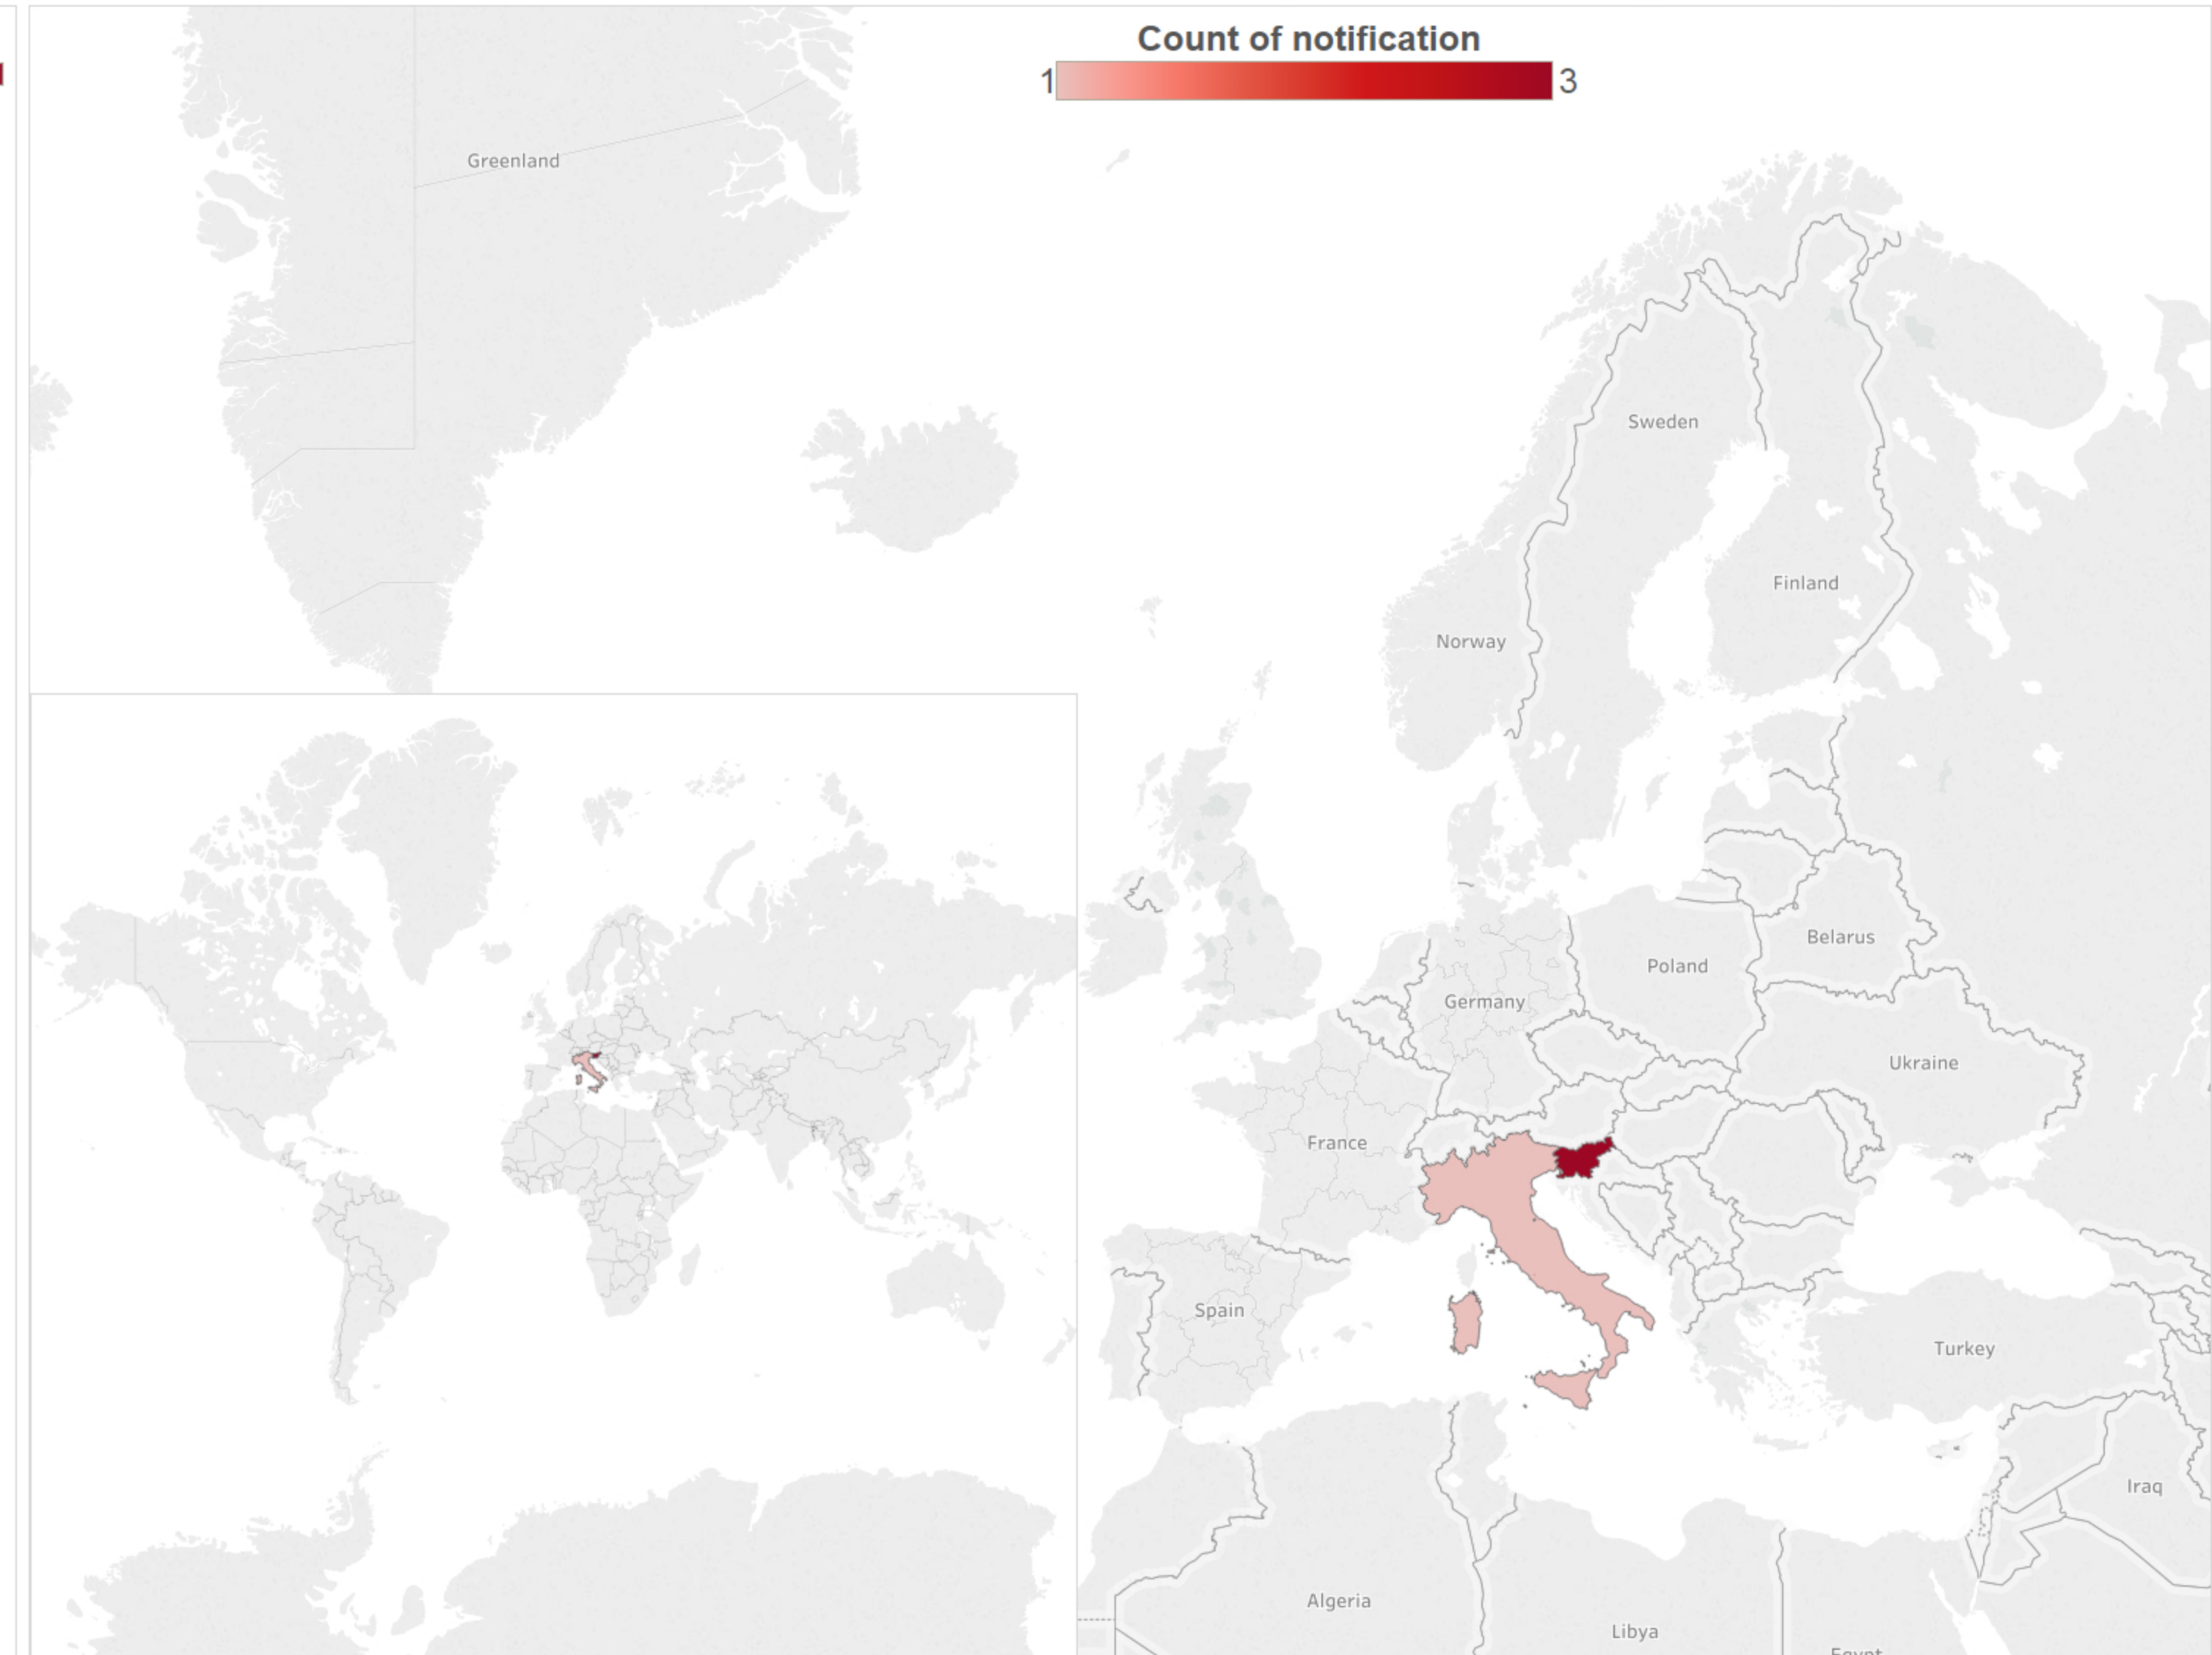 Count of notification
1
3
Greenland
Sweden
Finland
Norway
Belarus
Poland
Germany
Ukraine
France
Spain
Turkey
Iraq
Algeria
Libya
Egypt